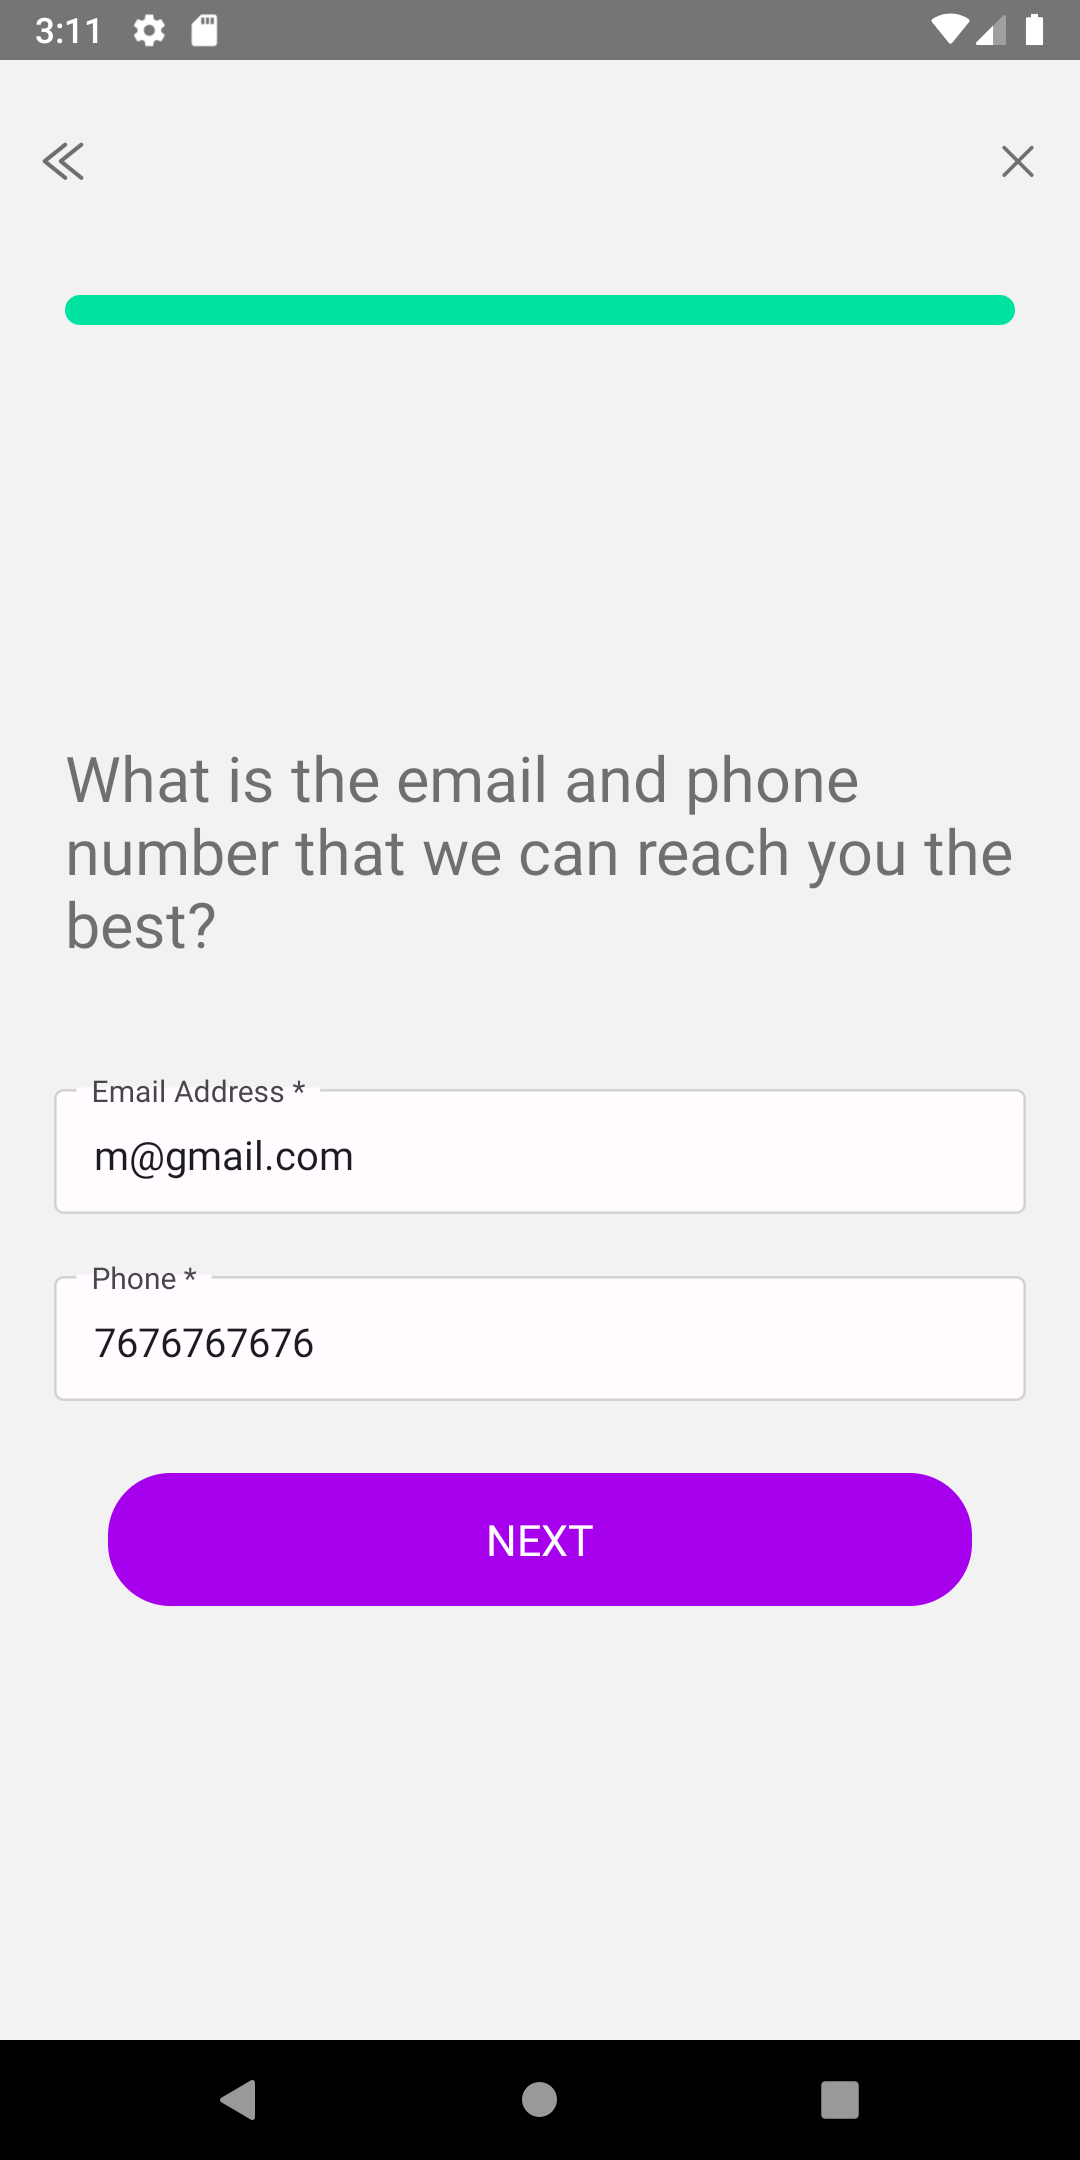 3:11
What is the email and phone
number that we can reach you the
best?
Email Address *
m@gmail.com
Phone *
7676767676
NEXT